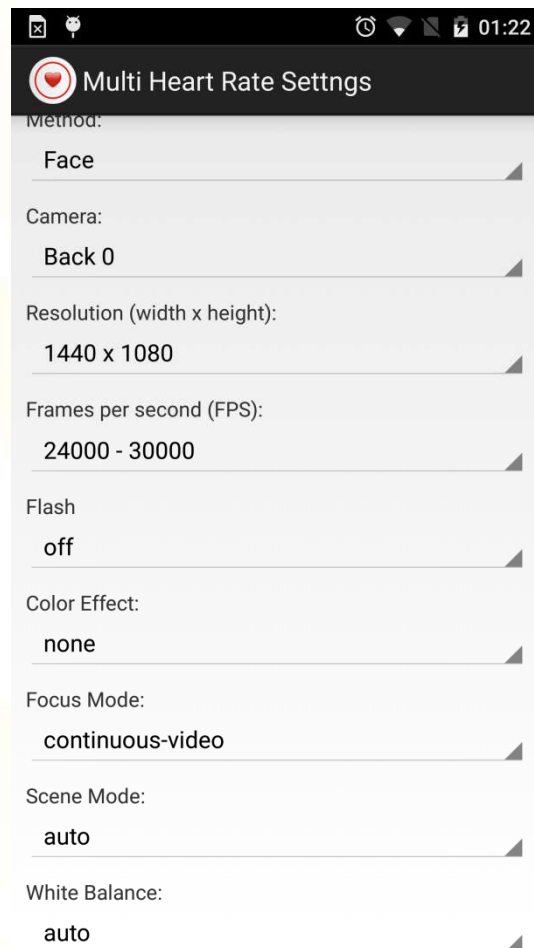 01:22
Multi Heart Rate Settngs
Method:
Face
Camera:
Back 0
Resolution (width x height):
1440 x 1080
Frames per second (FPS):
24000 - 30000
Flash
off
Color Effect:
none
Focus Mode:
continuous-video
Scene Mode:
auto
White Balance:
auto